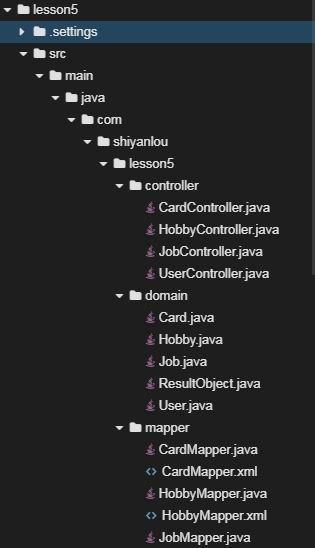 lesson5
.settings
src
main
java
com
shiyanlou
lesson5
controller
CardController.java
HobbyController.java
JobController.java
UserController.java
domain
Card.java
Hobby.java
Job.java
ResultObject.java
User.java
mapper
CardMapper.java
CardMapper.xml
HobbyMapper.java
HobbyMapper.xml
JobMapper.java